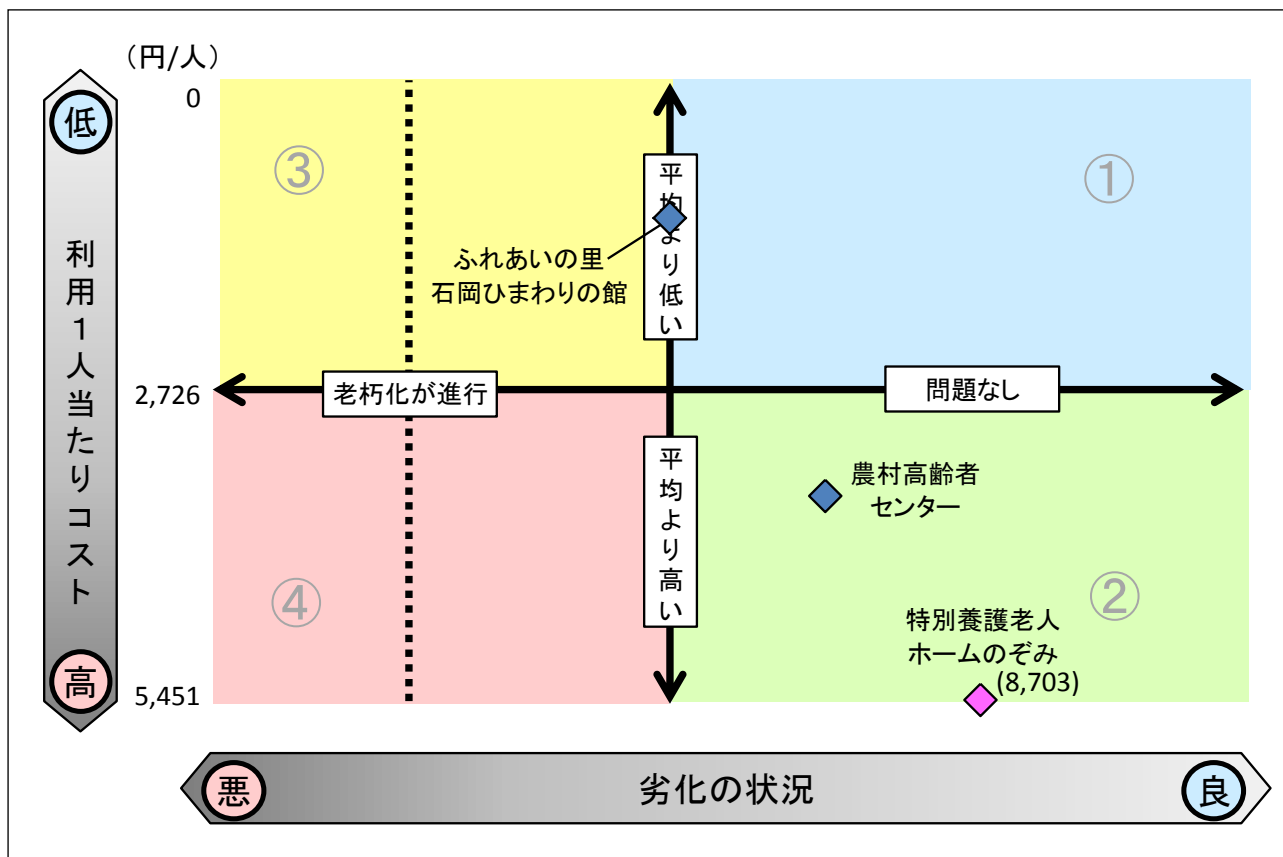 (円/人)
0
2,726
5,451
低
利用1人当たりコスト
高
③
①
④
②
平均より低い
平均より高い
老朽化が進行
問題なし
ふれあいの里
石岡ひまわりの館
農村高齢者
センター
特別養護老人
ホームのぞみ
(8,703)
悪
劣化の状況
良